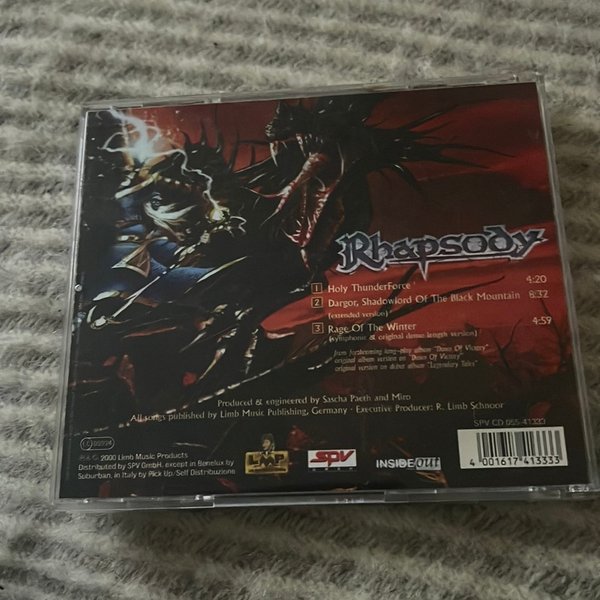 Rhapsody
1 Holy ThunderForce 4:20
2 Dargor, Shadowlord Of The Black Mountain 8:32
(extended version)
3 Rage Of The Winter 4:59
(symphonic & original demo length version)
from forthcoming long-play album "Dawn Of Victory"
original album version on "Dawn Of Victory"
original version on debut album "Legendary Tales"
Produced & engineered by Sascha Paeth and Miro
All songs published by Limb Music Publishing, Germany · Executive Producer: R. Limb Schnoor
SPV CD 055-41333
LC
℗ & © 2000 Limb Music Products
Distributed by SPV GmbH, except in Benelux by
Suburban, in Italy by Pick Up/Self Distributions
LMP
SPV
INSIDEOUT
4 001617 413333